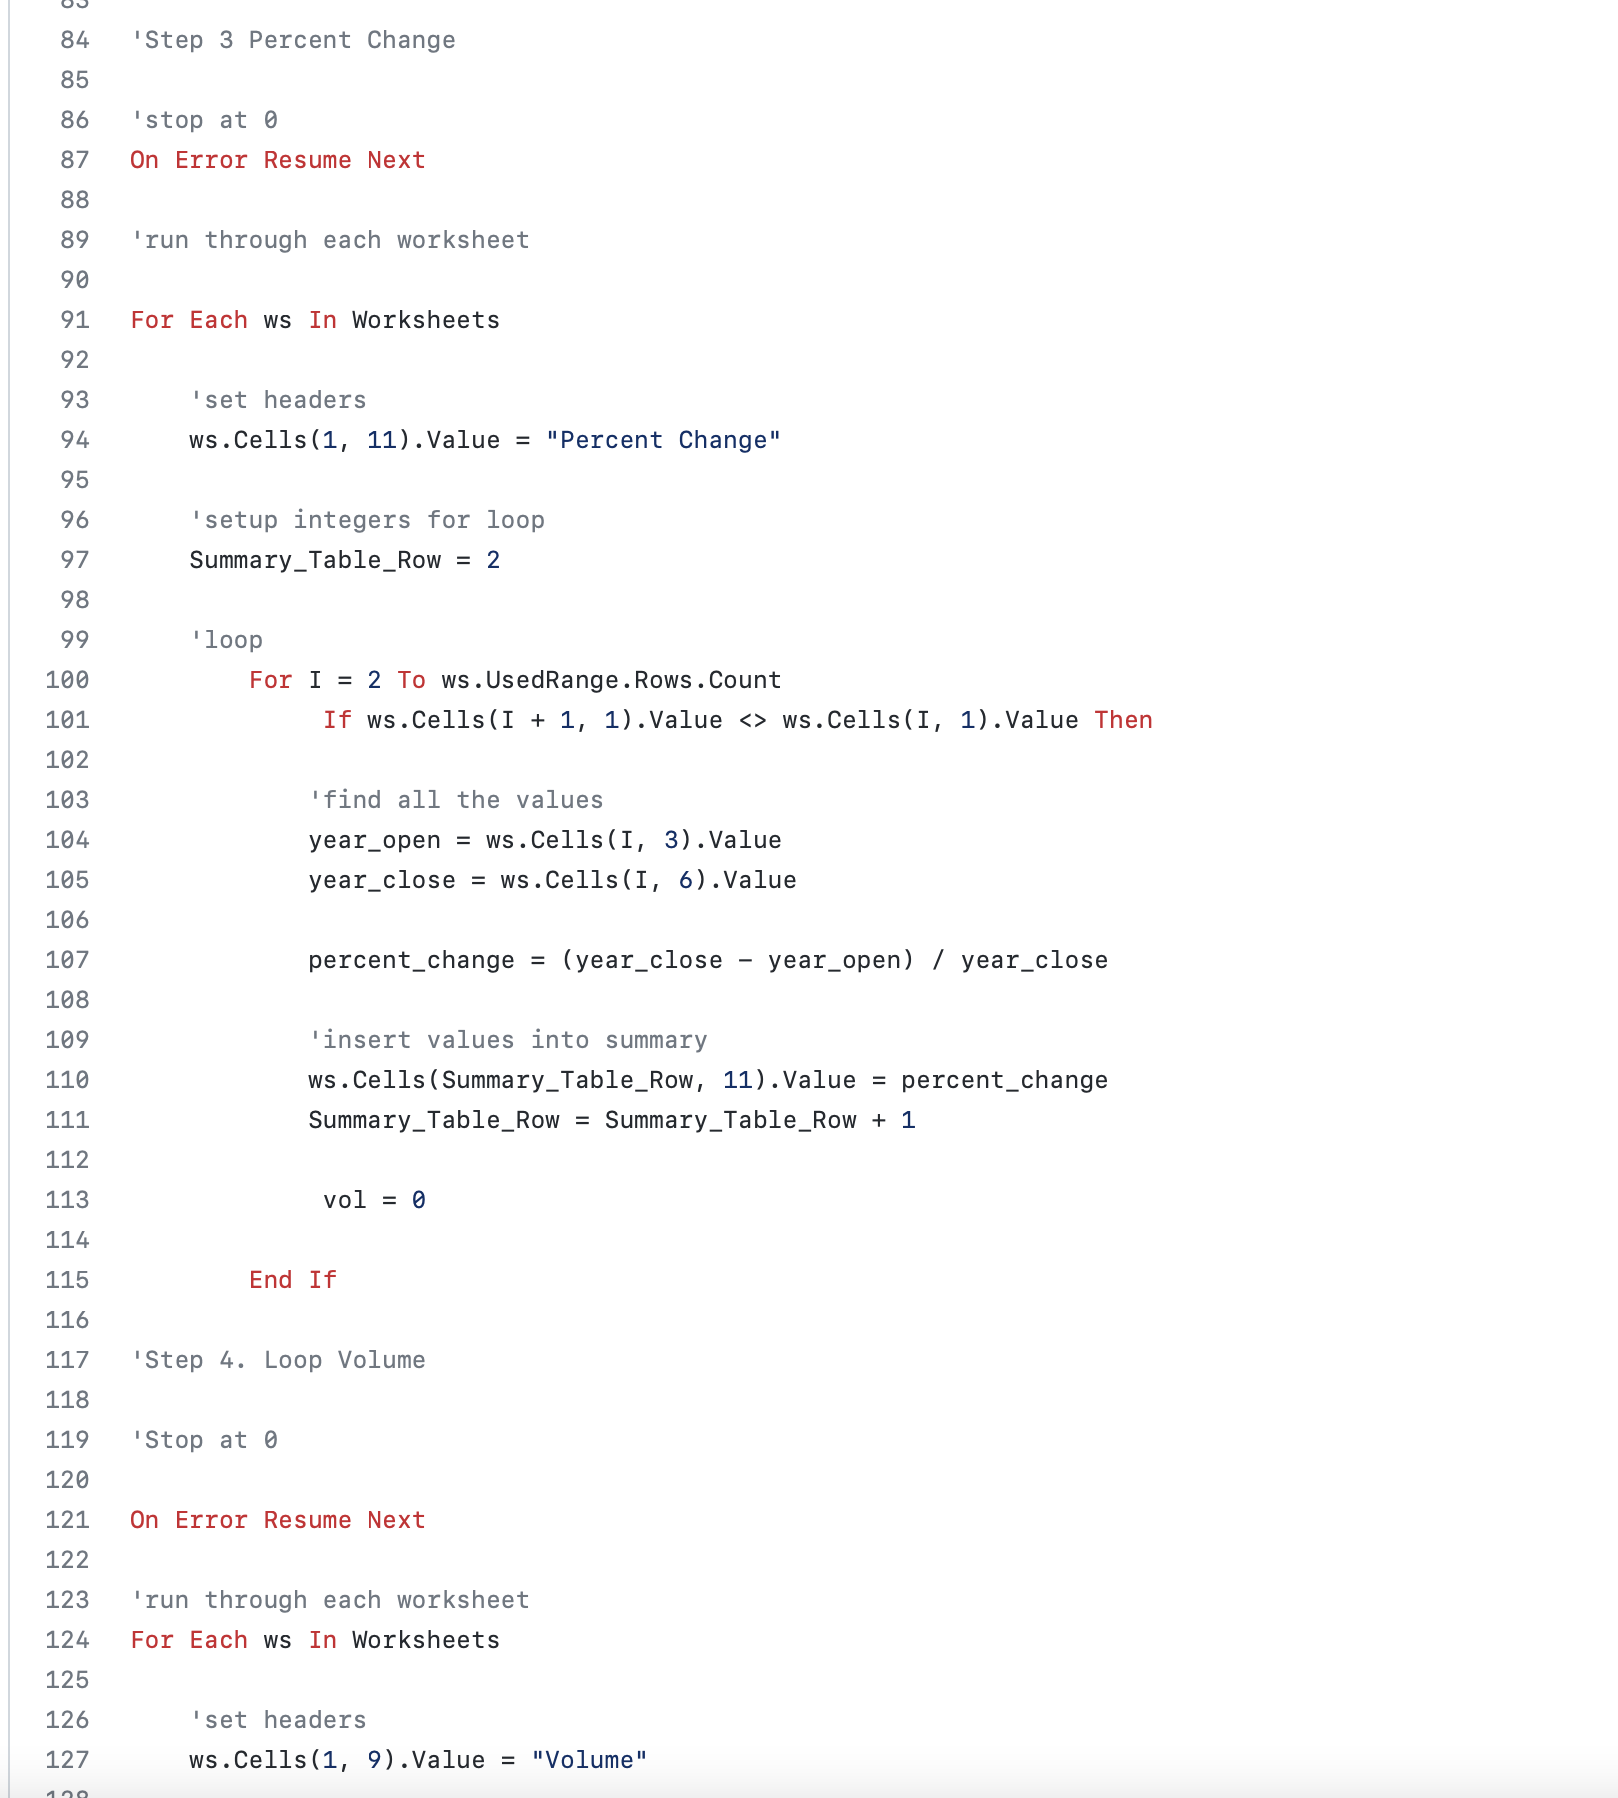 83
84 'Step 3 Percent Change
85
86 'stop at 0
87 On Error Resume Next
88
89 'run through each worksheet
90
91 For Each ws In Worksheets
92
93 'set headers
94 ws.Cells(1, 11).Value = "Percent Change"
95
96 'setup integers for loop
97 Summary_Table_Row = 2
98
99 'loop
100 For I = 2 To ws.UsedRange.Rows.Count
101 If ws.Cells(I + 1, 1).Value <> ws.Cells(I, 1).Value Then
102
103 'find all the values
104 year_open = ws.Cells(I, 3).Value
105 year_close = ws.Cells(I, 6).Value
106
107 percent_change = (year_close - year_open) / year_close
108
109 'insert values into summary
110 ws.Cells(Summary_Table_Row, 11).Value = percent_change
111 Summary_Table_Row = Summary_Table_Row + 1
112
113 vol = 0
114
115 End If
116
117 'Step 4. Loop Volume
118
119 'Stop at 0
120
121 On Error Resume Next
122
123 'run through each worksheet
124 For Each ws In Worksheets
125
126 'set headers
127 ws.Cells(1, 9).Value = "Volume"
128